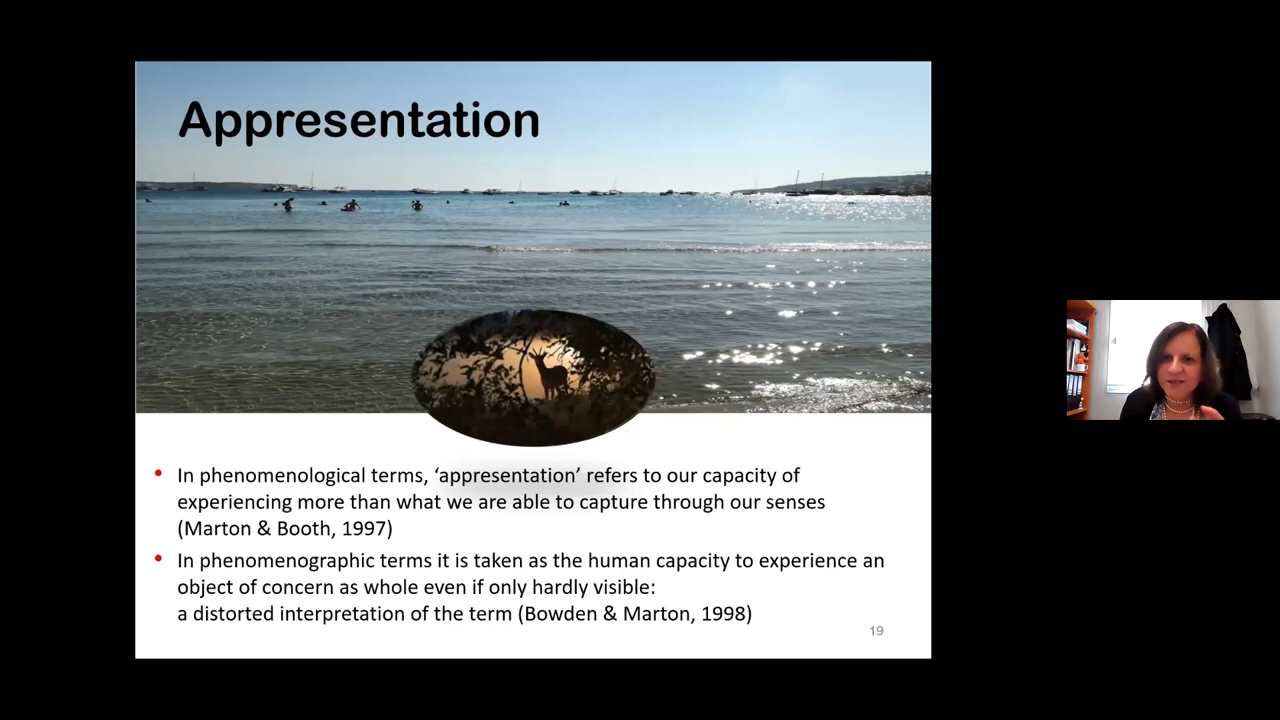 Appresentation
• In phenomenological terms, ‘appresentation’ refers to our capacity of
experiencing more than what we are able to capture through our senses
(Marton & Booth, 1997)
• In phenomenographic terms it is taken as the human capacity to experience an
object of concern as whole even if only hardly visible:
a distorted interpretation of the term (Bowden & Marton, 1998)
19